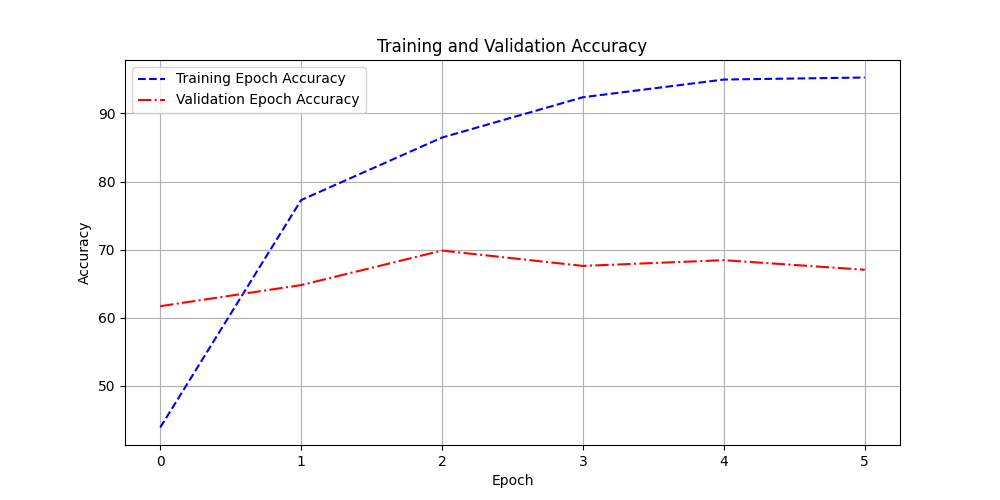 Training and Validation Accuracy
Training Epoch Accuracy
Validation Epoch Accuracy
90
80
70
60
50
Accuracy
0 1 2 3 4 5
Epoch